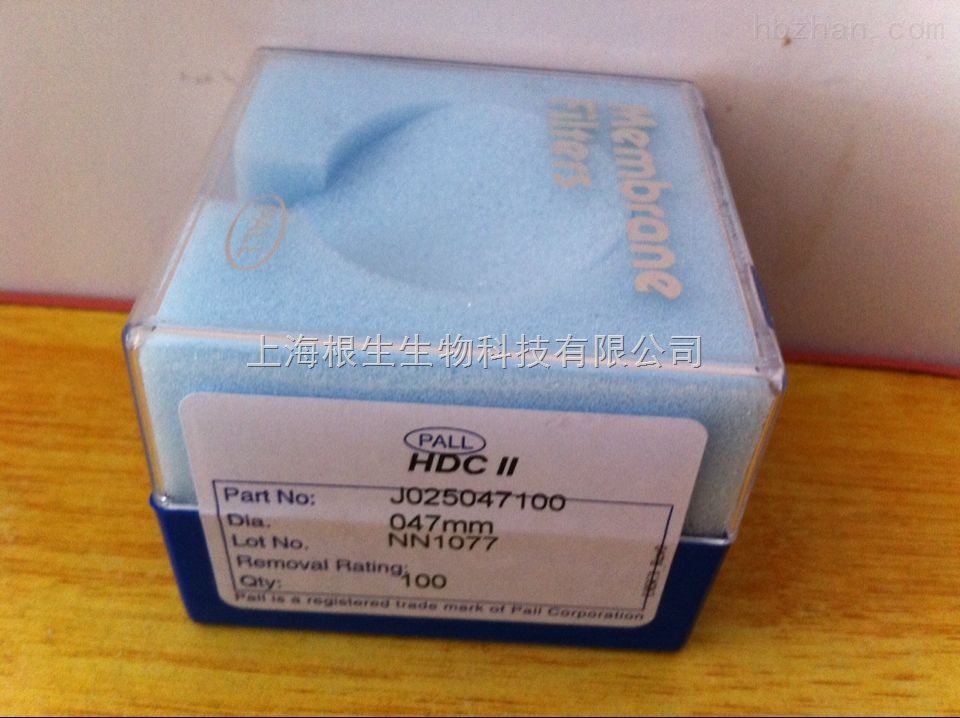 hbzhan.com
Membrane
Filters
PALL
上海根生生物科技有限公司
PALL
HDC II
Part No: J025047100
Dia. 047mm
Lot No. NN1077
Removal Rating:
Qty: 100
Pall is a registered trade mark of Pall Corporation